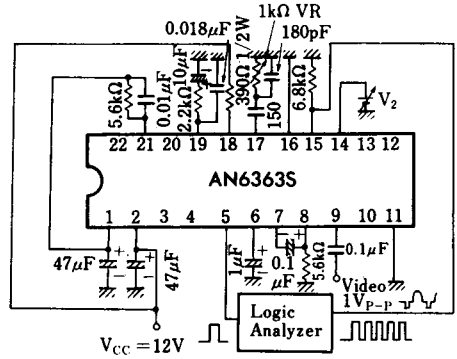 1kΩ VR
0.018μF 1/2W 180pF
10μF
5.6kΩ
0.01μF
2.2kΩ
390Ω
150
6.8kΩ
V2
22 21 20 19 18 17 16 15 14 13 12
AN6363S
1 2 3 4 5 6 7 8 9 10 11
47μF
+
−
+
−
47μF
1μF
+
−
− +
0.1
μF
5.6kΩ
0.1μF
Video
1VP-P
Logic
Analyzer
VCC=12V